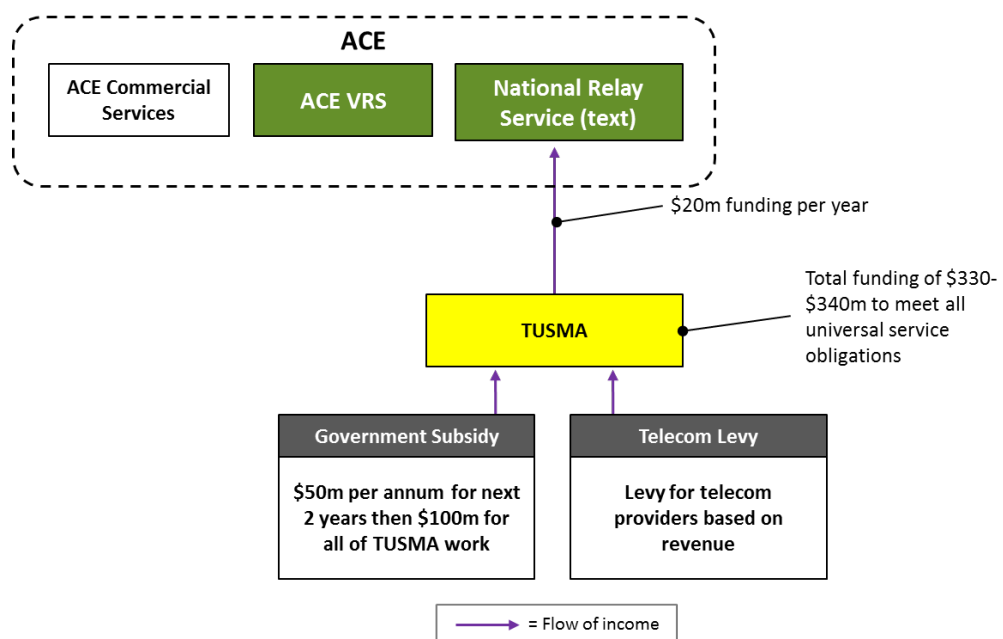 ACE
ACE Commercial
Services
ACE VRS
National Relay
Service (text)
$20m funding per year
Total funding of $330-
$340m to meet all
universal service
obligations
TUSMA
Government Subsidy
$50m per annum for next
2 years then $100m for
all of TUSMA work
Telecom Levy
Levy for telecom
providers based on
revenue
= Flow of income